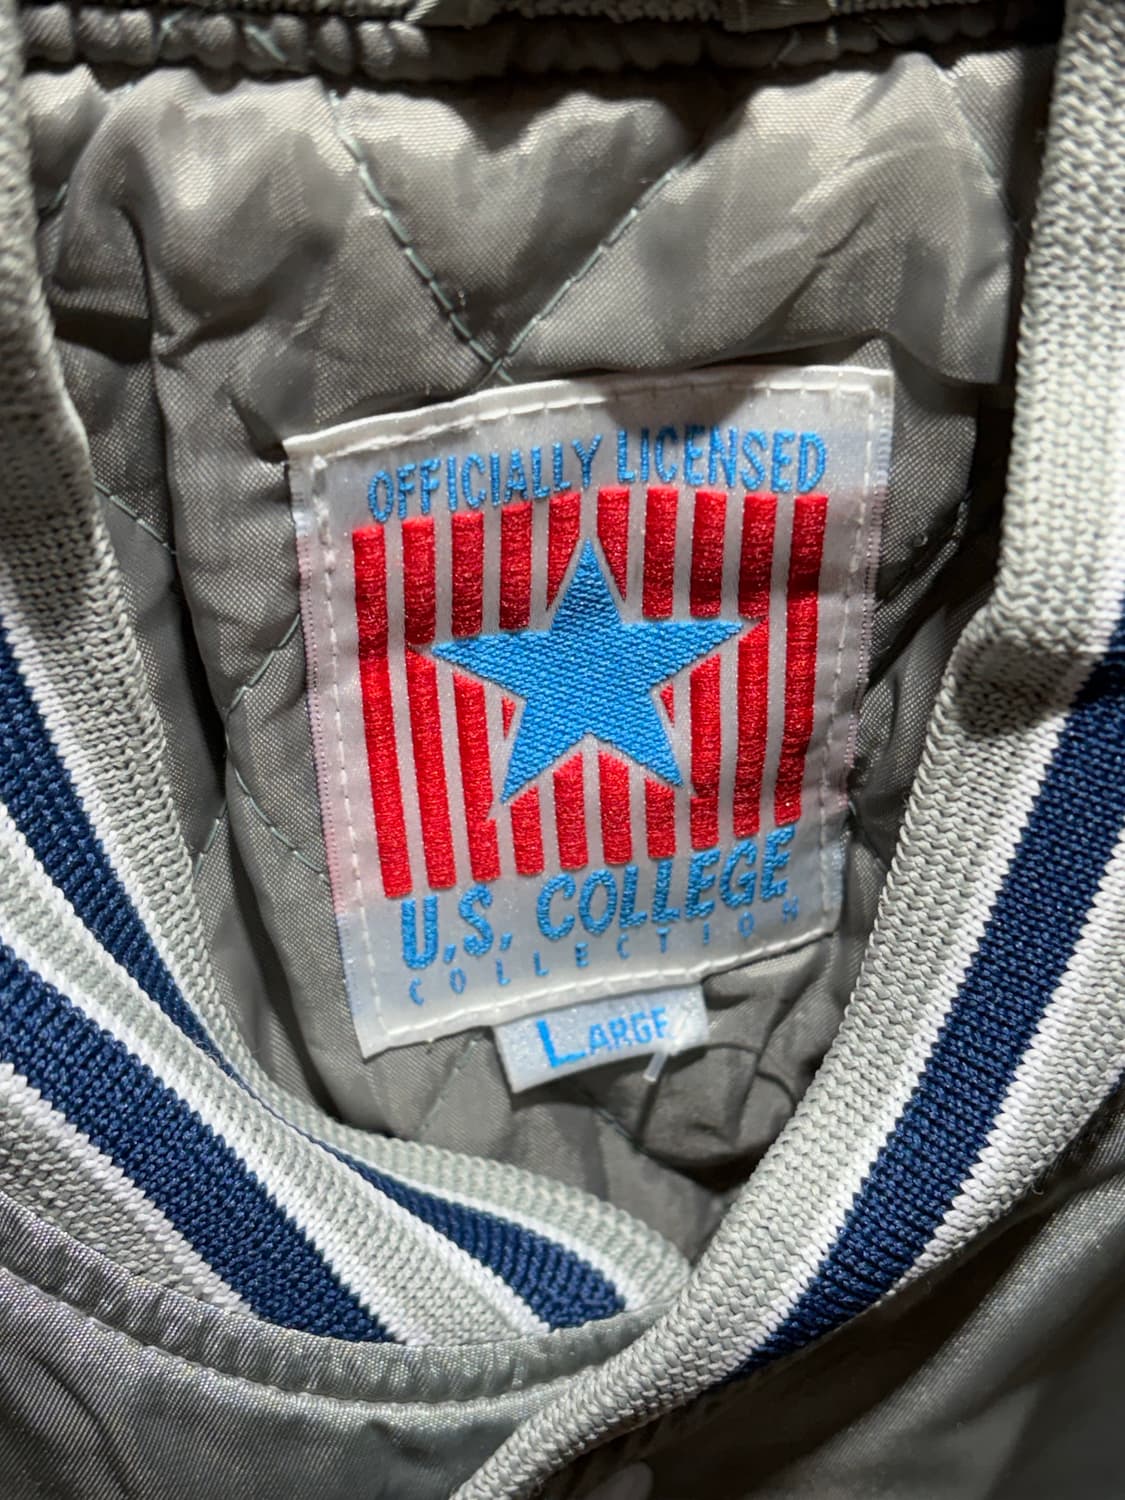 OFFICIALLY LICENSED
U.S. COLLEGE
COLLECTION
LARGE